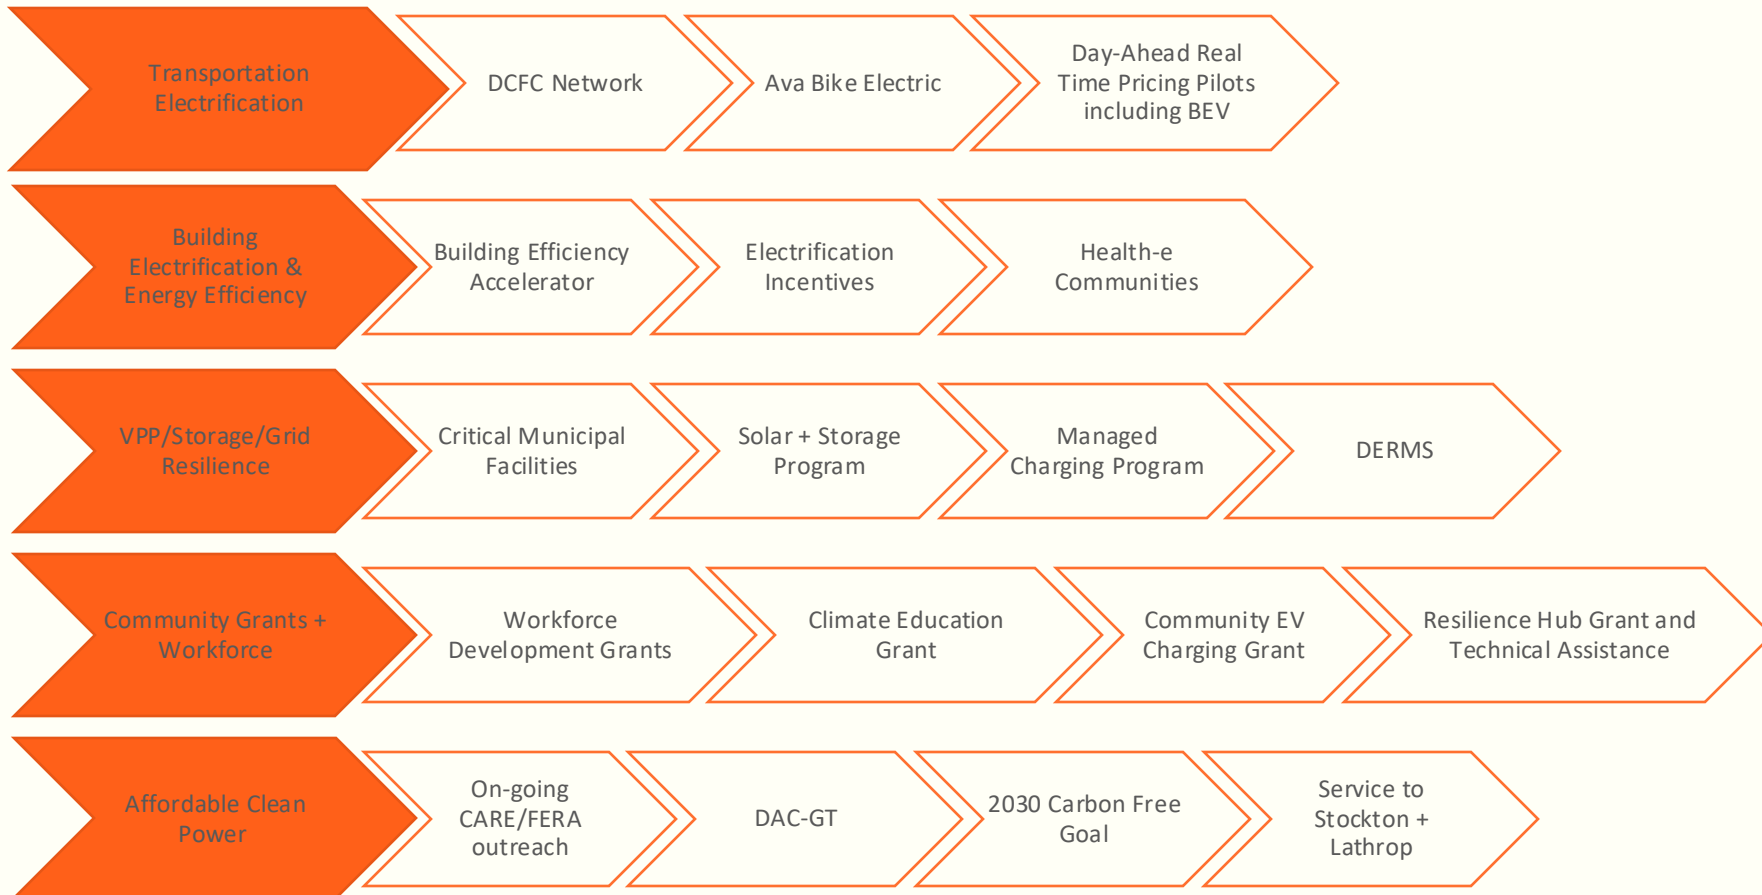 Transportation
Electrification
DCFC Network
Ava Bike Electric
Day-Ahead Real
Time Pricing Pilots
including BEV
Building
Electrification &
Energy Efficiency
Building Efficiency
Accelerator
Electrification
Incentives
Health-e
Communities
VPP/Storage/Grid
Resilience
Critical Municipal
Facilities
Solar + Storage
Program
Managed
Charging Program
DERMS
Community Grants +
Workforce
Workforce
Development Grants
Climate Education
Grant
Community EV
Charging Grant
Resilience Hub Grant and
Technical Assistance
Affordable Clean
Power
On-going
CARE/FERA
outreach
DAC-GT
2030 Carbon Free
Goal
Service to
Stockton +
Lathrop